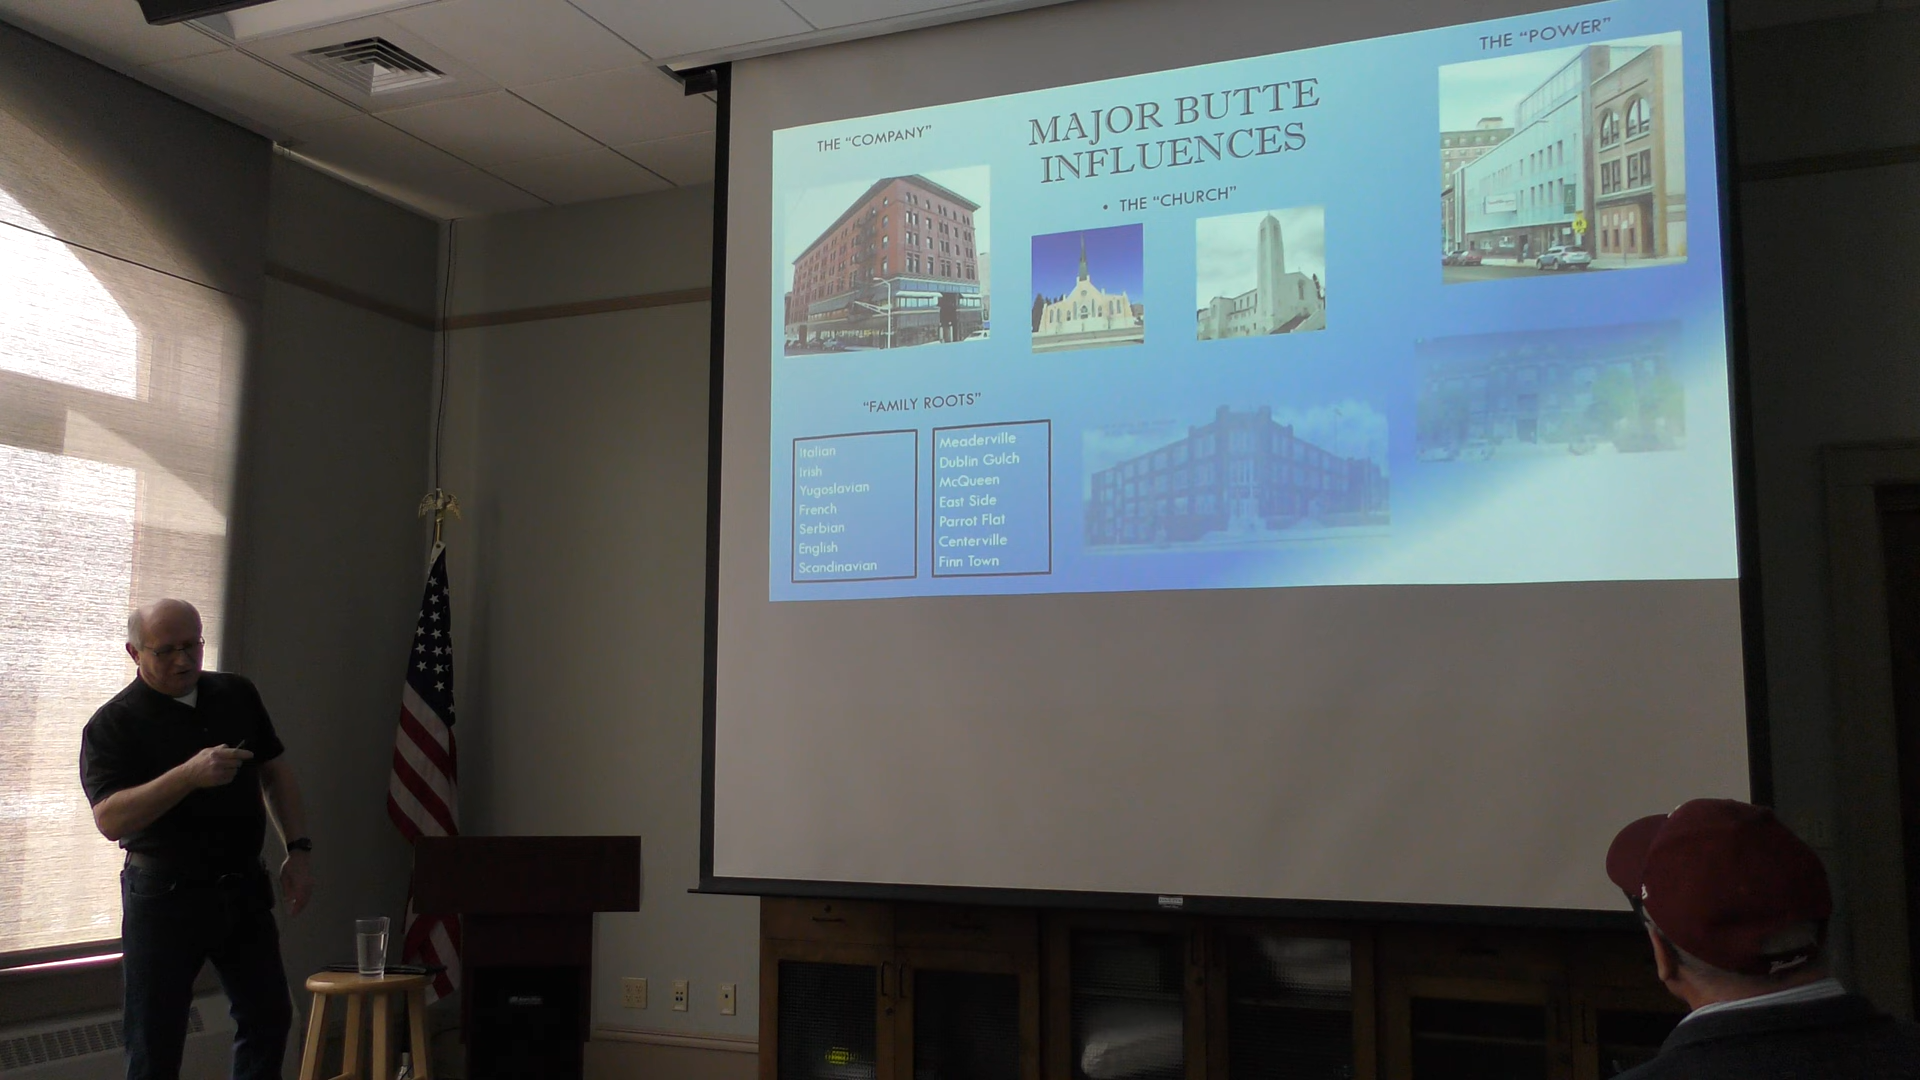 THE “COMPANY”
MAJOR BUTTE
INFLUENCES
• THE “CHURCH”
THE “POWER”
“FAMILY ROOTS”
Italian
Irish
Yugoslavian
French
Serbian
English
Scandinavian
Meaderville
Dublin Gulch
McQueen
East Side
Parrot Flat
Centerville
Finn Town